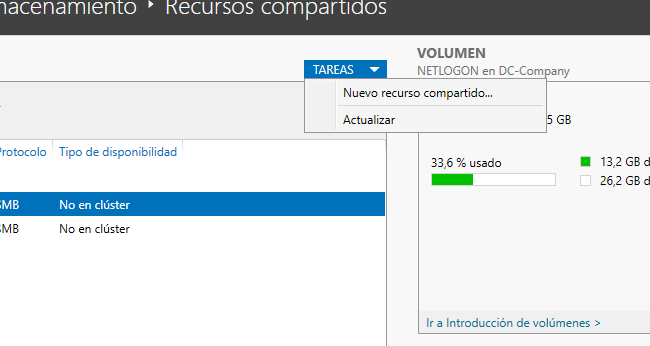 macenamiento ‣ Recursos compartidos
TAREAS
VOLUMEN
NETLOGON en DC-Company
Nuevo recurso compartido...
Actualizar
5 GB
Protocolo Tipo de disponibilidad
33,6 % usado
13,2 GB d
26,2 GB d
SMB No en clúster
SMB No en clúster
Ir a Introducción de volúmenes >